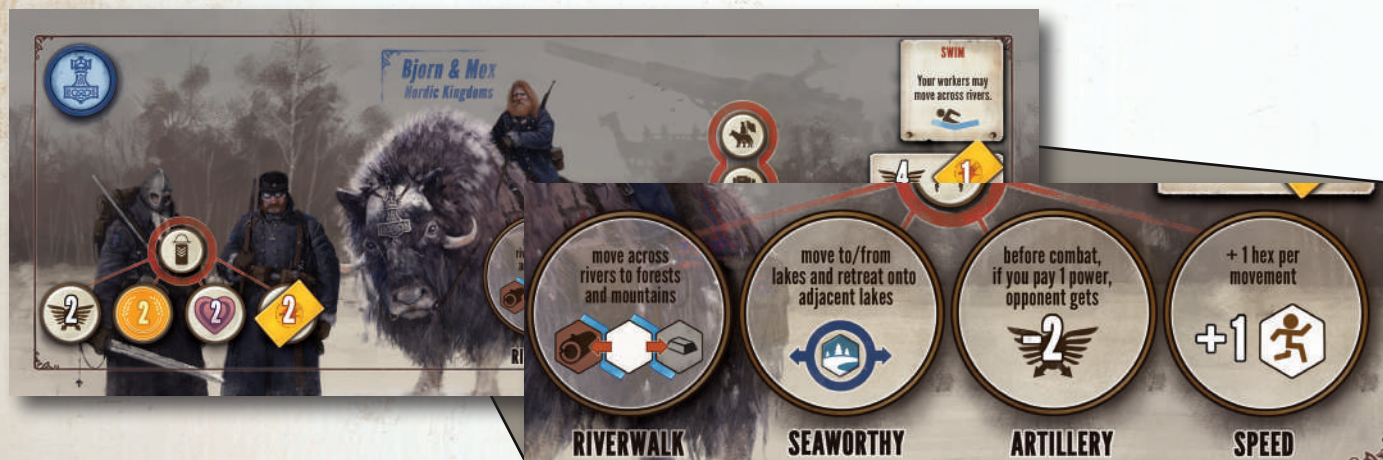 Bjorn & Mox
Nordic Kingdoms
SWIM
Your workers may
move across rivers.
4
1
2
2
2
2
move across
rivers to forests
and mountains
RIVERWALK
move to/from
lakes and retreat onto
adjacent lakes
SEAWORTHY
before combat,
if you pay 1 power,
opponent gets
-2
ARTILLERY
+ 1 hex per
movement
+1
SPEED